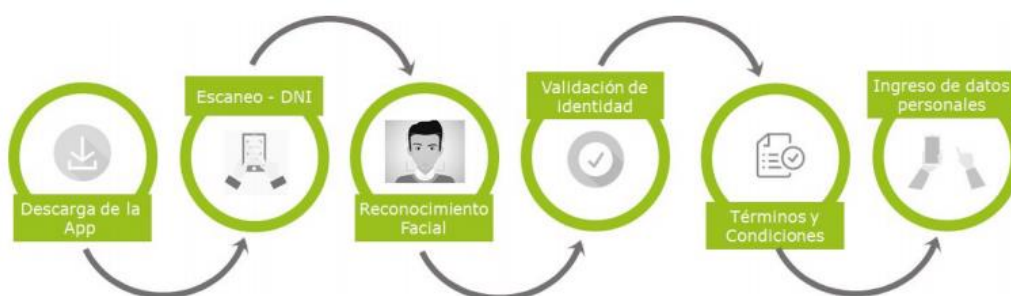 Descarga de la
App
Escaneo - DNI
Reconocimiento
Facial
Validación de
identidad
Términos y
Condiciones
Ingreso de datos
personales